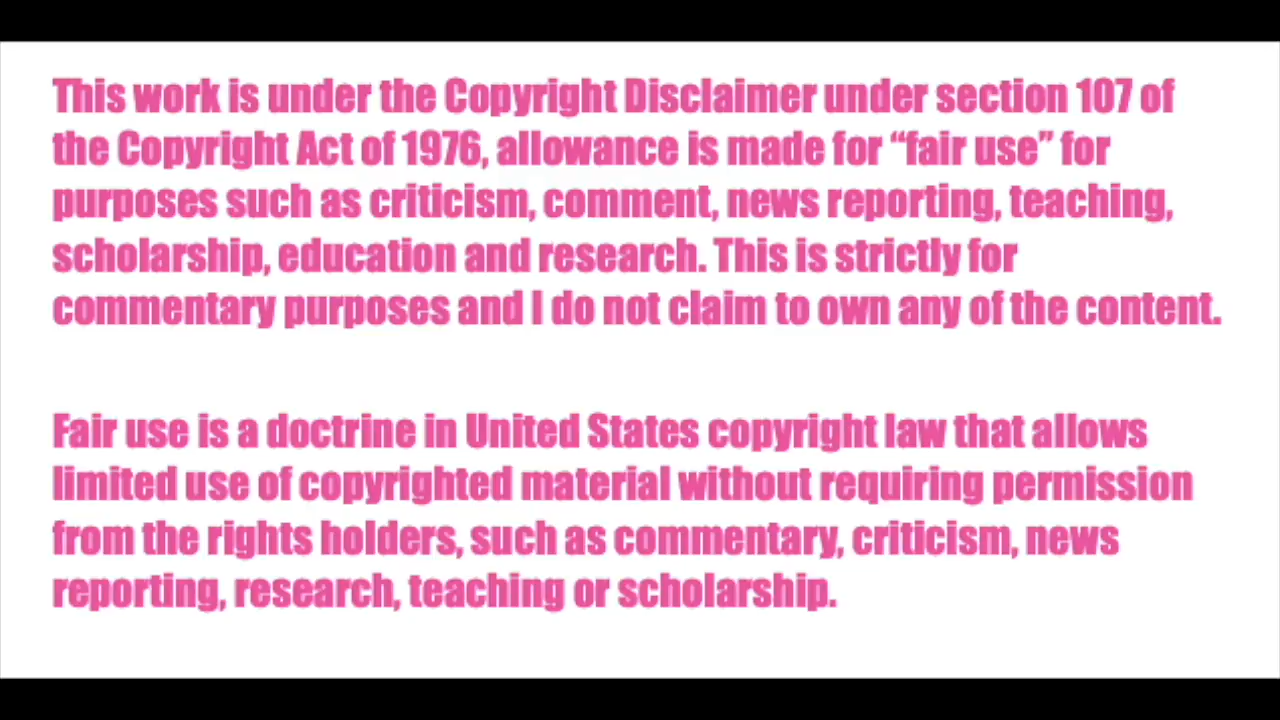 This work is under the Copyright Disclaimer under section 107 of
the Copyright Act of 1976, allowance is made for “fair use” for
purposes such as criticism, comment, news reporting, teaching,
scholarship, education and research. This is strictly for
commentary purposes and I do not claim to own any of the content.
Fair use is a doctrine in United States copyright law that allows
limited use of copyrighted material without requiring permission
from the rights holders, such as commentary, criticism, news
reporting, research, teaching or scholarship.